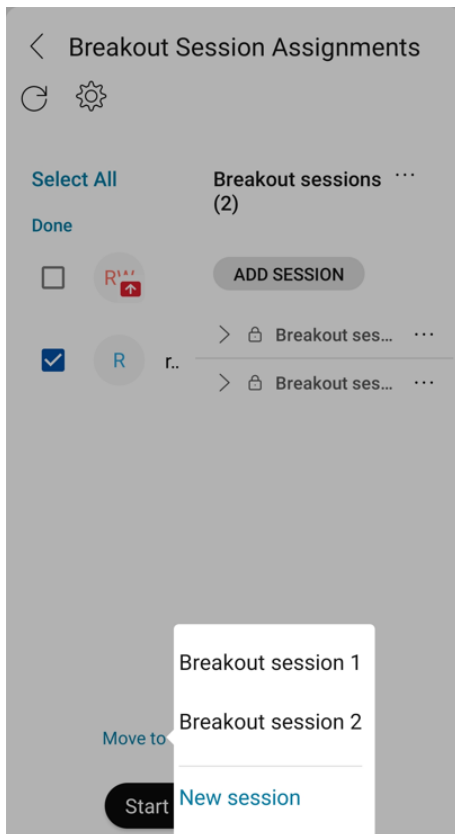 Breakout Session Assignments
Select All
Done
Breakout sessions ...
(2)
ADD SESSION
RW
Breakout ses... ...
R r..
Breakout ses... ...
Breakout session 1
Breakout session 2
Move to
New session
Start